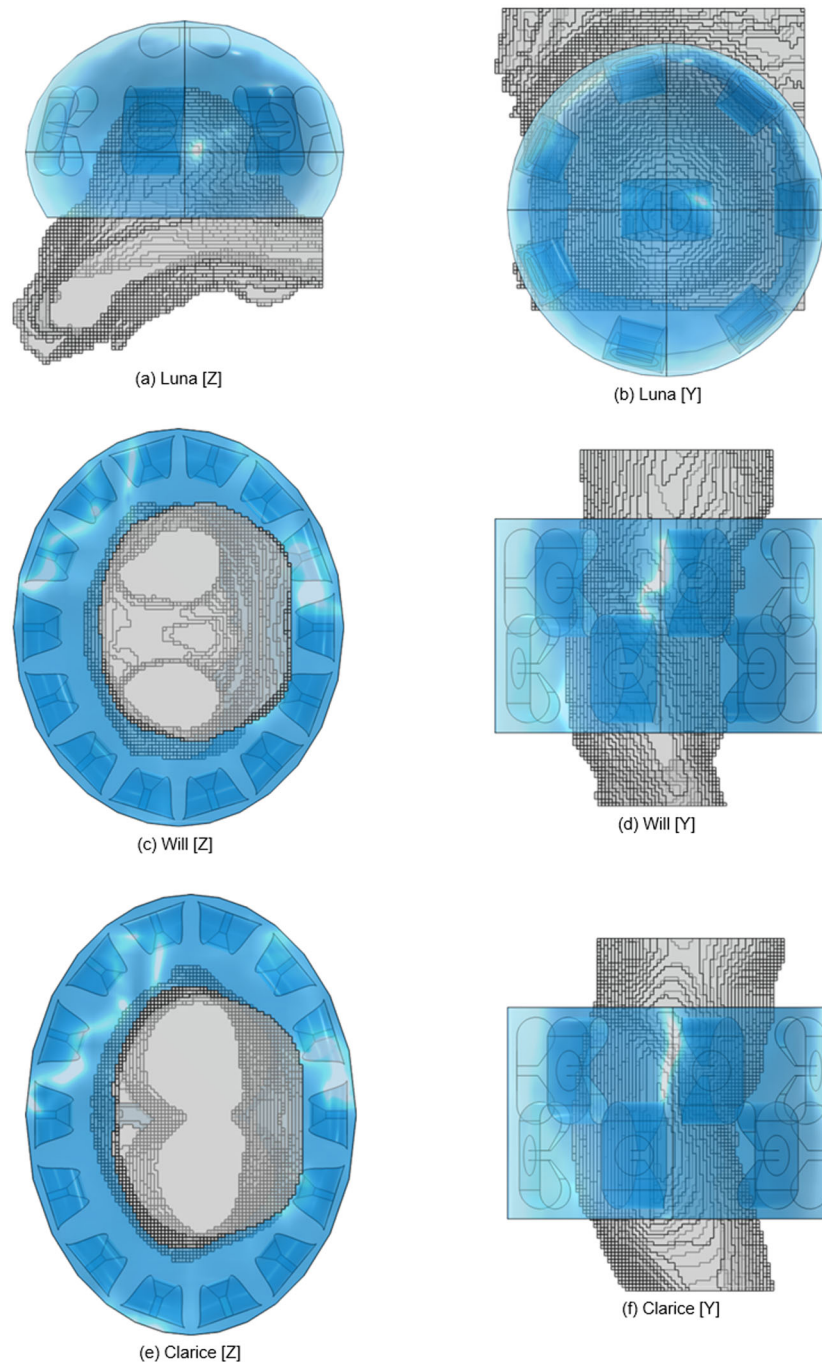 (a) Luna [Z]
(b) Luna [Y]
(c) Will [Z]
(d) Will [Y]
(e) Clarice [Z]
(f) Clarice [Y]